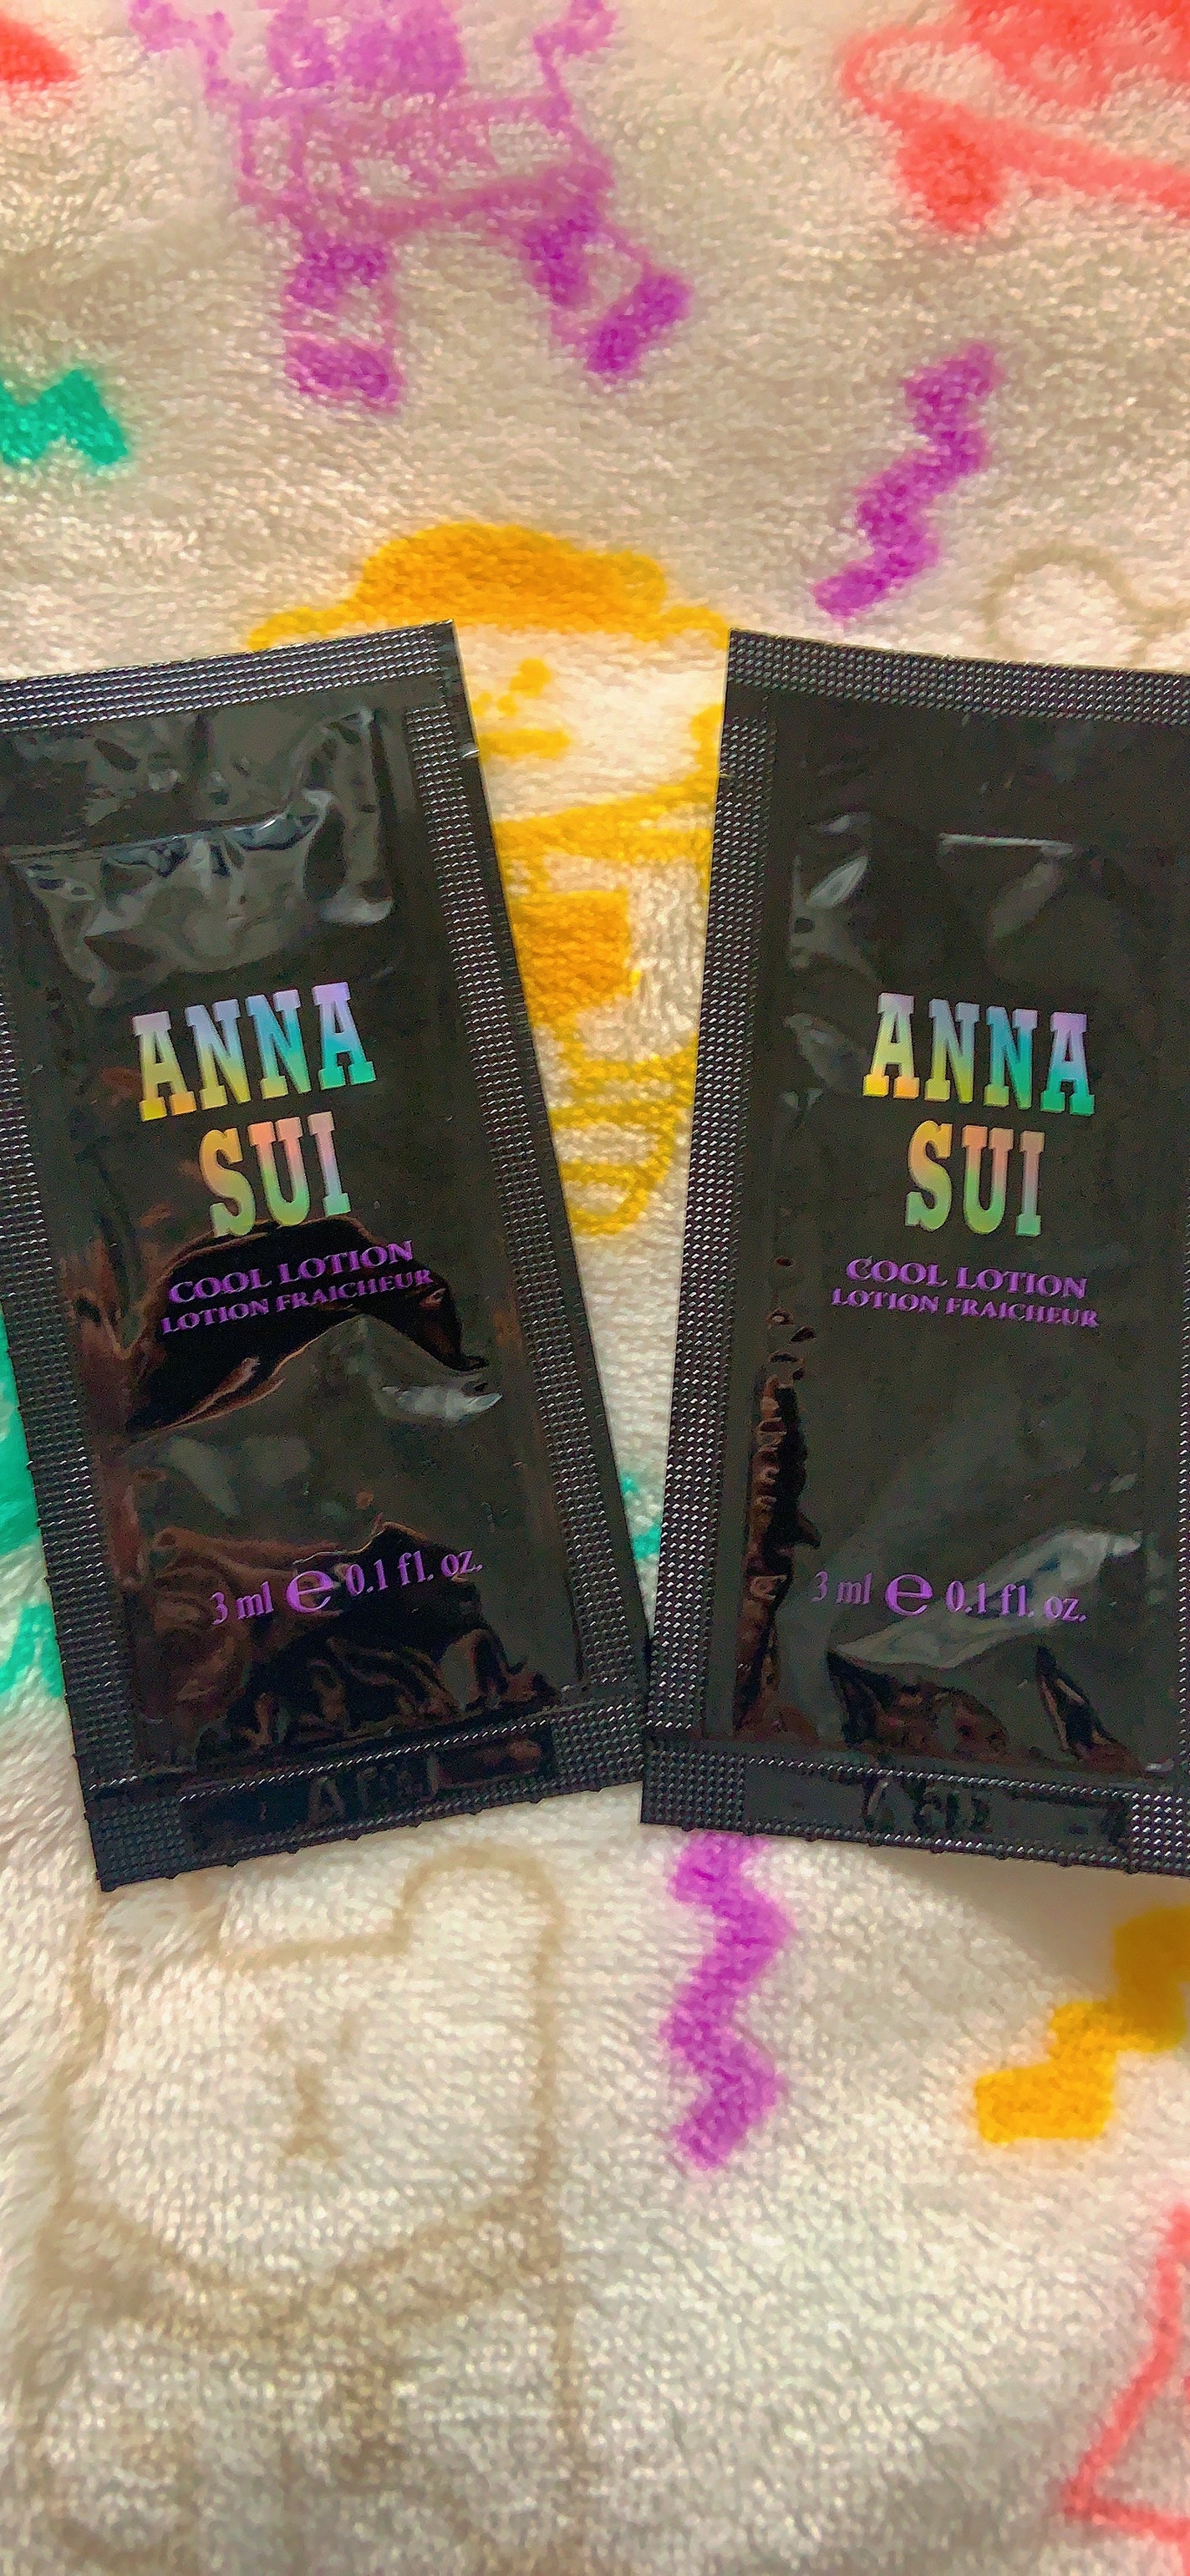 ANNA
SUI
COOL LOTION
LOTION FRAICHEUR
3 ml e 0.1 fl. oz.
ANNA
SUI
COOL LOTION
LOTION FRAICHEUR
3 ml e 0.1 fl. oz.